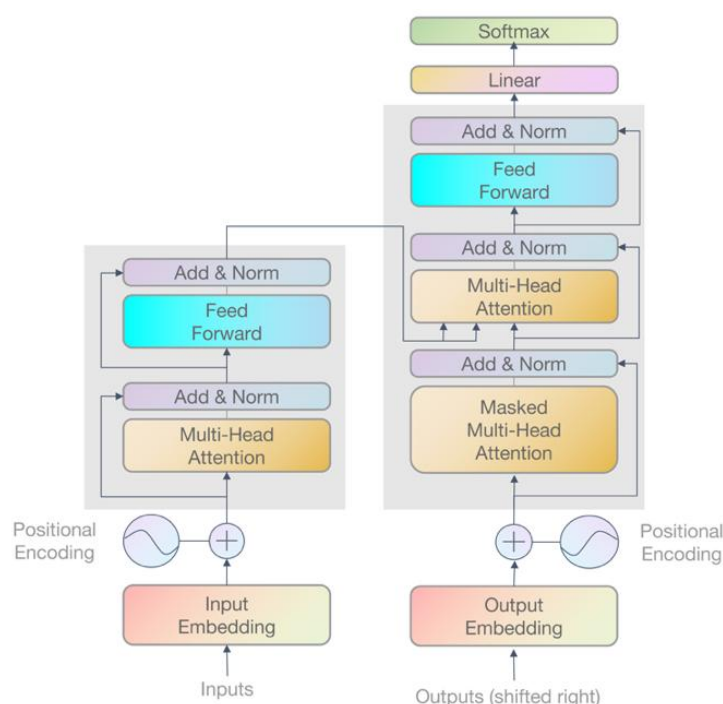 Softmax
Linear
Add & Norm
Feed
Forward
Add & Norm
Multi-Head
Attention
Add & Norm
Masked
Multi-Head
Attention
Positional
Encoding
Output
Embedding
Outputs (shifted right)
Add & Norm
Feed
Forward
Add & Norm
Multi-Head
Attention
Positional
Encoding
Input
Embedding
Inputs